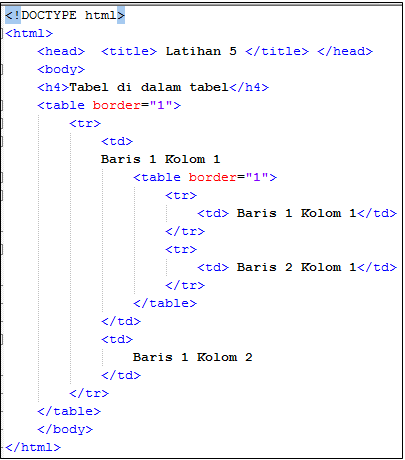 <!DOCTYPE html>
<html>
<head> <title> Latihan 5 </title> </head>
<body>
<h4>Tabel di dalam tabel</h4>
<table border="1">
<tr>
<td>
Baris 1 Kolom 1
<table border="1">
<tr>
<td> Baris 1 Kolom 1</td>
</tr>
<tr>
<td> Baris 2 Kolom 1</td>
</tr>
</table>
</td>
<td>
Baris 1 Kolom 2
</td>
</tr>
</table>
</body>
</html>